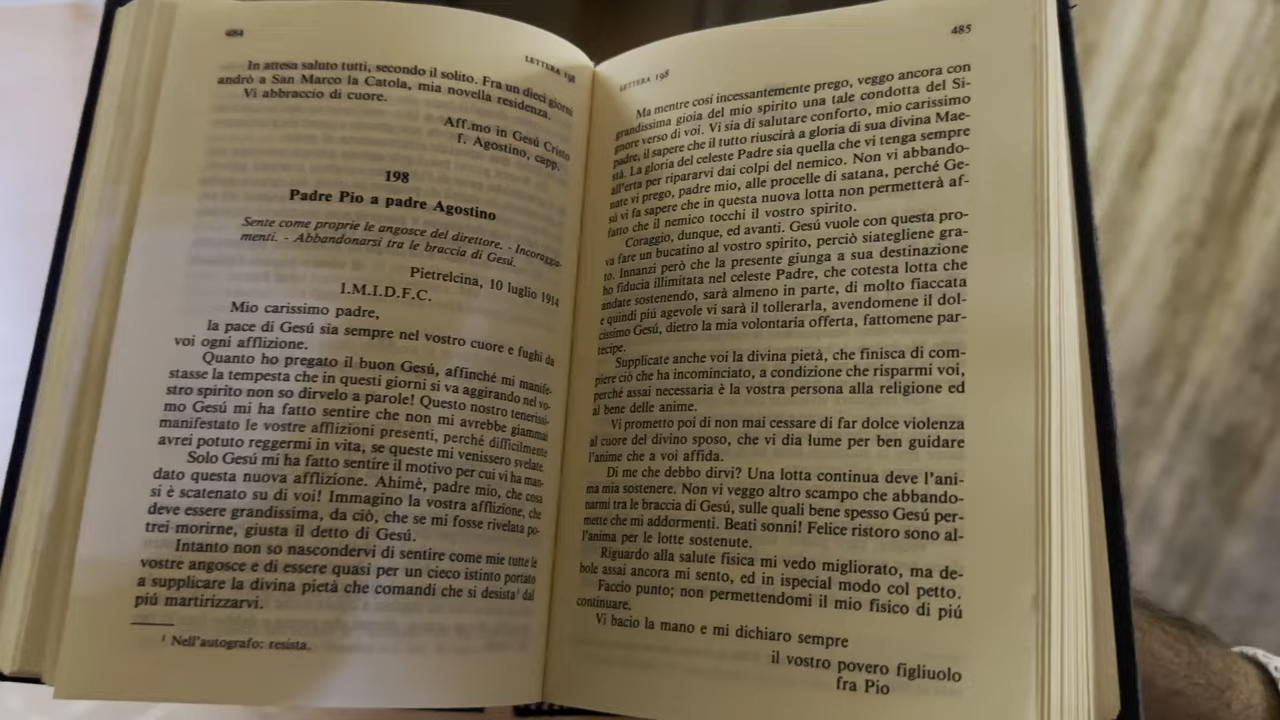 484
LETTERA 198
In attesa saluto tutti, secondo il solito. Fra un dieci giorni
andrò a San Marco la Catola, mia novella residenza.
Vi abbraccio di cuore.
Aff.mo in Gesú Cristo
f. Agostino, capp.
198
Padre Pio a padre Agostino
Sente come proprie le angosce del direttore. - Incoraggia-
menti. - Abbandonarsi tra le braccia di Gesú.
Pietrelcina, 10 luglio 1914
I.M.I.D.F.C.
Mio carissimo padre,
la pace di Gesú sia sempre nel vostro cuore e fughi da
voi ogni afflizione.
Quanto ho pregato il buon Gesú, affinché mi manife-
stasse la tempesta che in questi giorni si va aggirando nel vo-
stro spirito non so dirvelo a parole! Questo nostro tenerissi-
mo Gesú mi ha fatto sentire che non mi avrebbe giammai
manifestato le vostre afflizioni presenti, perché difficilmente
avrei potuto reggermi in vita, se queste mi venissero svelate
Solo Gesú mi ha fatto sentire il motivo per cui vi ha man-
dato questa nuova afflizione. Ahimè, padre mio, che cosa
si è scatenato su di voi! Immagino la vostra afflizione, che
deve essere grandissima, da ciò, che se mi fosse rivelata po-
trei morirne, giusta il detto di Gesú.
Intanto non so nascondervi di sentire come mie tutte le
vostre angosce e di essere quasi per un cieco istinto portato
a supplicare la divina pietà che comandi che si desista¹ dal
piú martirizzarvi.
¹ Nell'autografo: resista.
485
LETTERA 198
Ma mentre cosí incessantemente prego, veggo ancora con
grandissima gioia del mio spirito una tale condotta del Si-
gnore verso di voi. Vi sia di salutare conforto, mio carissimo
padre, il sapere che il tutto riuscirà a gloria di sua divina Mae-
stà. La gloria del celeste Padre sia quella che vi tenga sempre
all'erta per ripararvi dai colpi del nemico. Non vi abbando-
nate vi prego, padre mio, alle procelle di satana, perché Ge-
sú vi fa sapere che in questa nuova lotta non permetterà af-
fatto che il nemico tocchi il vostro spirito.
Coraggio, dunque, ed avanti. Gesú vuole con questa pro-
va fare un bucatino al vostro spirito, perciò siategliene gra-
to. Innanzi però che la presente giunga a sua destinazione
ho fiducia illimitata nel celeste Padre, che cotesta lotta che
andate sostenendo, sarà almeno in parte, di molto fiaccata
e quindi piú agevole vi sarà il tollerarla, avendomene il dol-
cissimo Gesú, dietro la mia volontaria offerta, fattomene par-
tecipe.
Supplicate anche voi la divina pietà, che finisca di com-
piere ciò che ha incominciato, a condizione che risparmi voi,
perché assai necessaria è la vostra persona alla religione ed
al bene delle anime.
Vi prometto poi di non mai cessare di far dolce violenza
al cuore del divino sposo, che vi dia lume per ben guidare
l'anime che a voi affida.
Di me che debbo dirvi? Una lotta continua deve l'ani-
ma mia sostenere. Non vi veggo altro scampo che abbando-
narmi tra le braccia di Gesú, sulle quali bene spesso Gesú per-
mette che mi addormenti. Beati sonni! Felice ristoro sono al-
l'anima per le lotte sostenute.
Riguardo alla salute fisica mi vedo migliorato, ma de-
bole assai ancora mi sento, ed in ispecial modo col petto.
Faccio punto; non permettendomi il mio fisico di piú
continuare.
Vi bacio la mano e mi dichiaro sempre
il vostro povero figliuolo
fra Pio